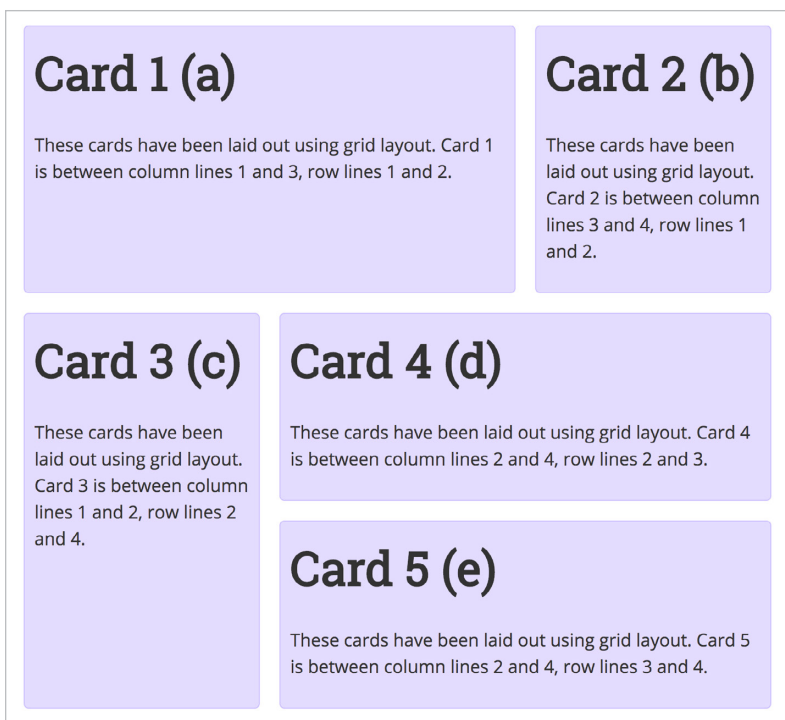 Card 1 (a)
These cards have been laid out using grid layout. Card 1
is between column lines 1 and 3, row lines 1 and 2.
Card 2 (b)
These cards have been
laid out using grid layout.
Card 2 is between column
lines 3 and 4, row lines 1
and 2.
Card 3 (c)
These cards have been
laid out using grid layout.
Card 3 is between column
lines 1 and 2, row lines 2
and 4.
Card 4 (d)
These cards have been laid out using grid layout. Card 4
is between column lines 2 and 4, row lines 2 and 3.
Card 5 (e)
These cards have been laid out using grid layout. Card 5
is between column lines 2 and 4, row lines 3 and 4.